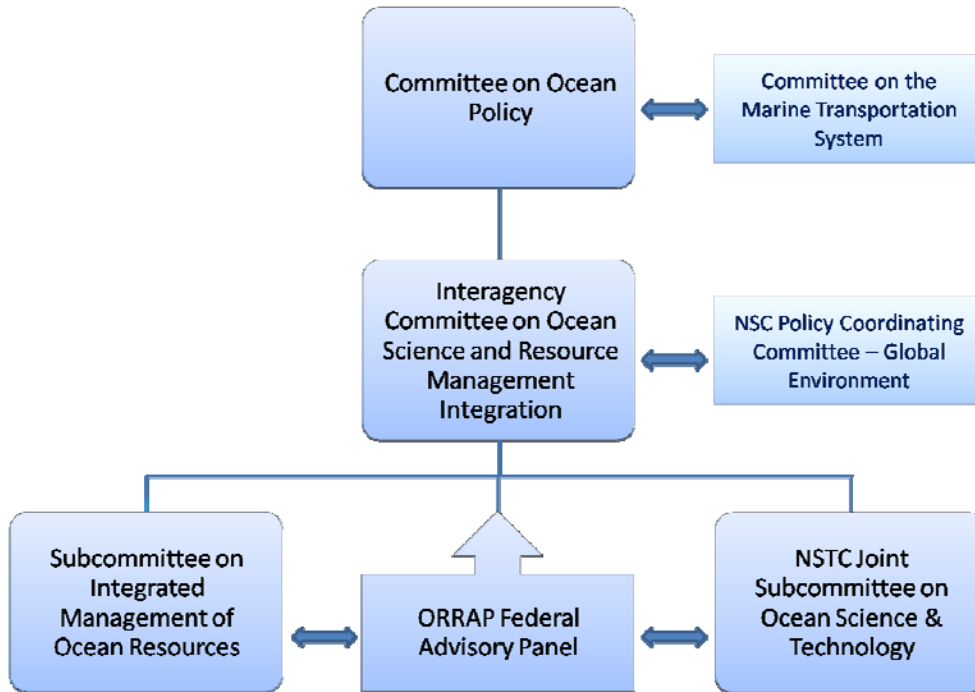 Committee on Ocean
Policy
Committee on the
Marine Transportation
System
Interagency
Committee on Ocean
Science and Resource
Management
Integration
NSC Policy Coordinating
Committee – Global
Environment
Subcommittee on
Integrated
Management of
Ocean Resources
ORRAP Federal
Advisory Panel
NSTC Joint
Subcommittee on
Ocean Science &
Technology